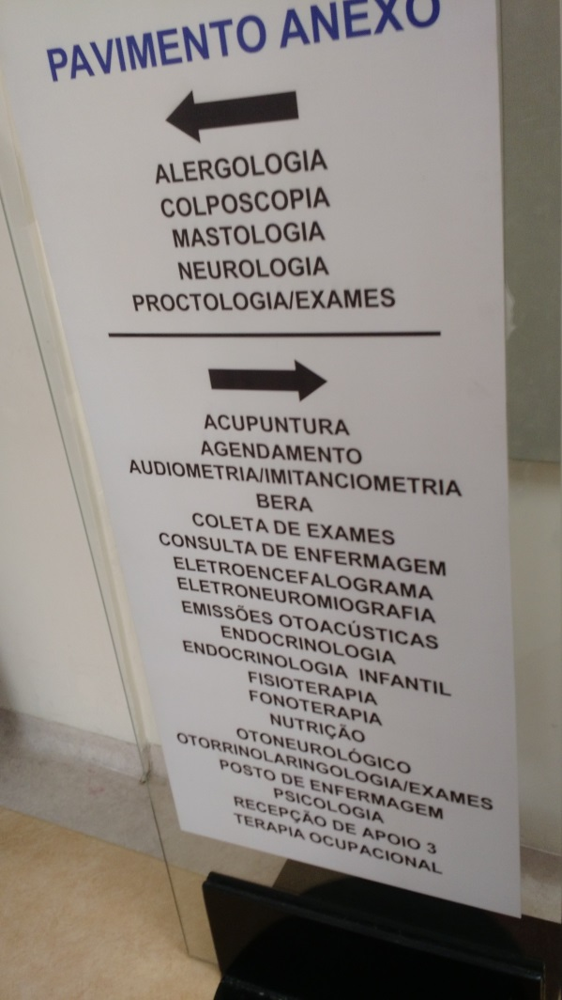 PAVIMENTO ANEXO
ALERGOLOGIA
COLPOSCOPIA
MASTOLOGIA
NEUROLOGIA
PROCTOLOGIA/EXAMES
ACUPUNTURA
AGENDAMENTO
AUDIOMETRIA/IMITANCIOMETRIA
BERA
COLETA DE EXAMES
CONSULTA DE ENFERMAGEM
ELETROENCEFALOGRAMA
ELETRONEUROMIOGRAFIA
EMISSÕES OTOACÚSTICAS
ENDOCRINOLOGIA
ENDOCRINOLOGIA INFANTIL
FISIOTERAPIA
FONOTERAPIA
NUTRIÇÃO
OTONEUROLÓGICO
OTORRINOLARINGOLOGIA/EXAMES
POSTO DE ENFERMAGEM
PSICOLOGIA
RECEPÇÃO DE APOIO 3
TERAPIA OCUPACIONAL